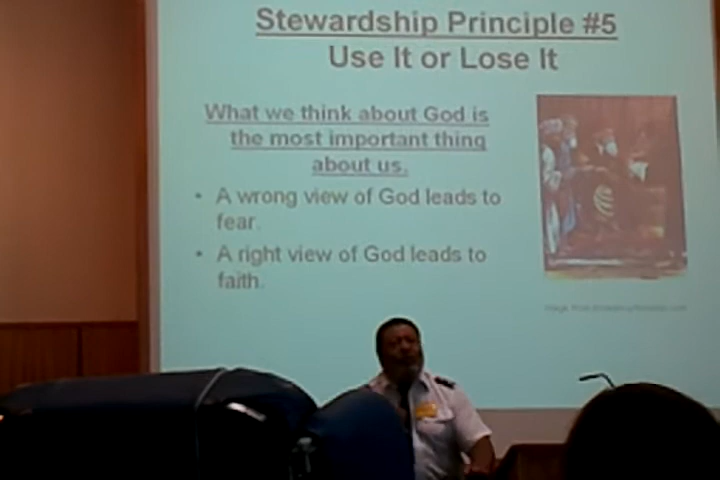 Stewardship Principle #5
Use It or Lose It
What we think about God is
the most important thing
about us.
• A wrong view of God leads to
fear.
• A right view of God leads to
faith.